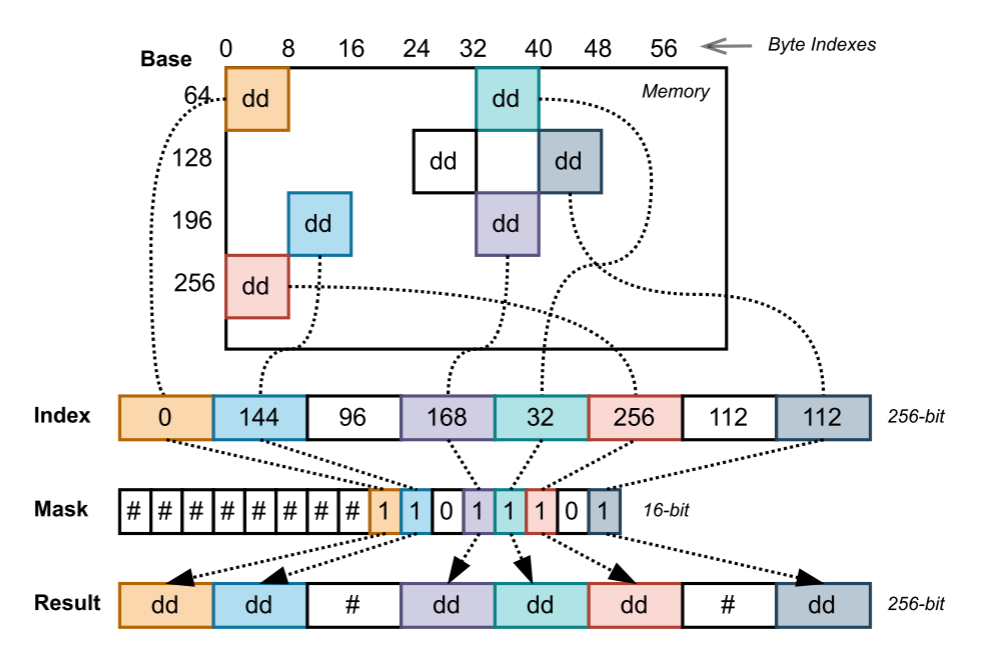 0 8 16 24 32 40 48 56 Byte Indexes
Base
64 dd dd Memory
128 dd dd
196 dd dd
256 dd
Index 0 144 96 168 32 256 112 112 256-bit
Mask # # # # # # # # 1 1 0 1 1 1 0 1 16-bit
Result dd dd # dd dd dd # dd 256-bit